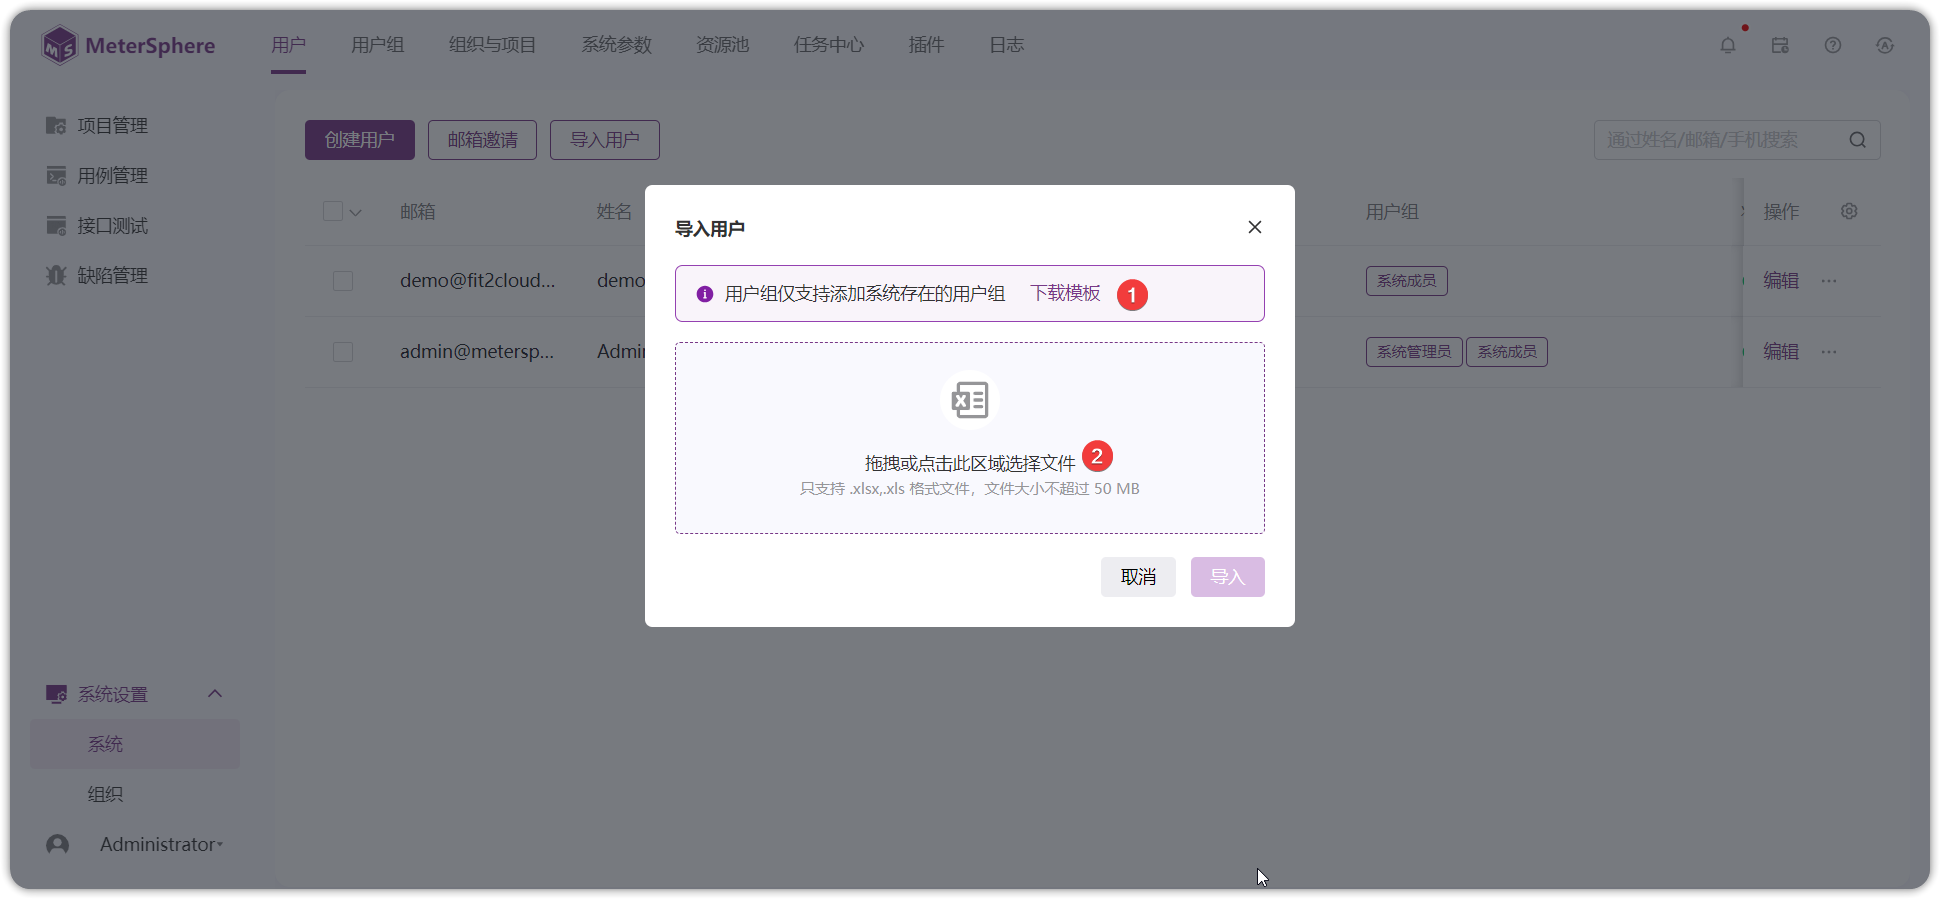 MeterSphere
用户
用户组
组织与项目
系统参数
资源池
任务中心
插件
日志
项目管理
用例管理
接口测试
缺陷管理
系统设置
系统
组织
Administrator
创建用户
邮箱邀请
导入用户
通过姓名/邮箱/手机搜索
邮箱
姓名
用户组
操作
demo@fit2cloud...
demo
系统成员
编辑
admin@metersp...
Admin
系统管理员
系统成员
编辑
导入用户
用户组仅支持添加系统存在的用户组 下载模板 1
拖拽或点击此区域选择文件 2
只支持 .xlsx,.xls 格式文件，文件大小不超过 50 MB
取消
导入